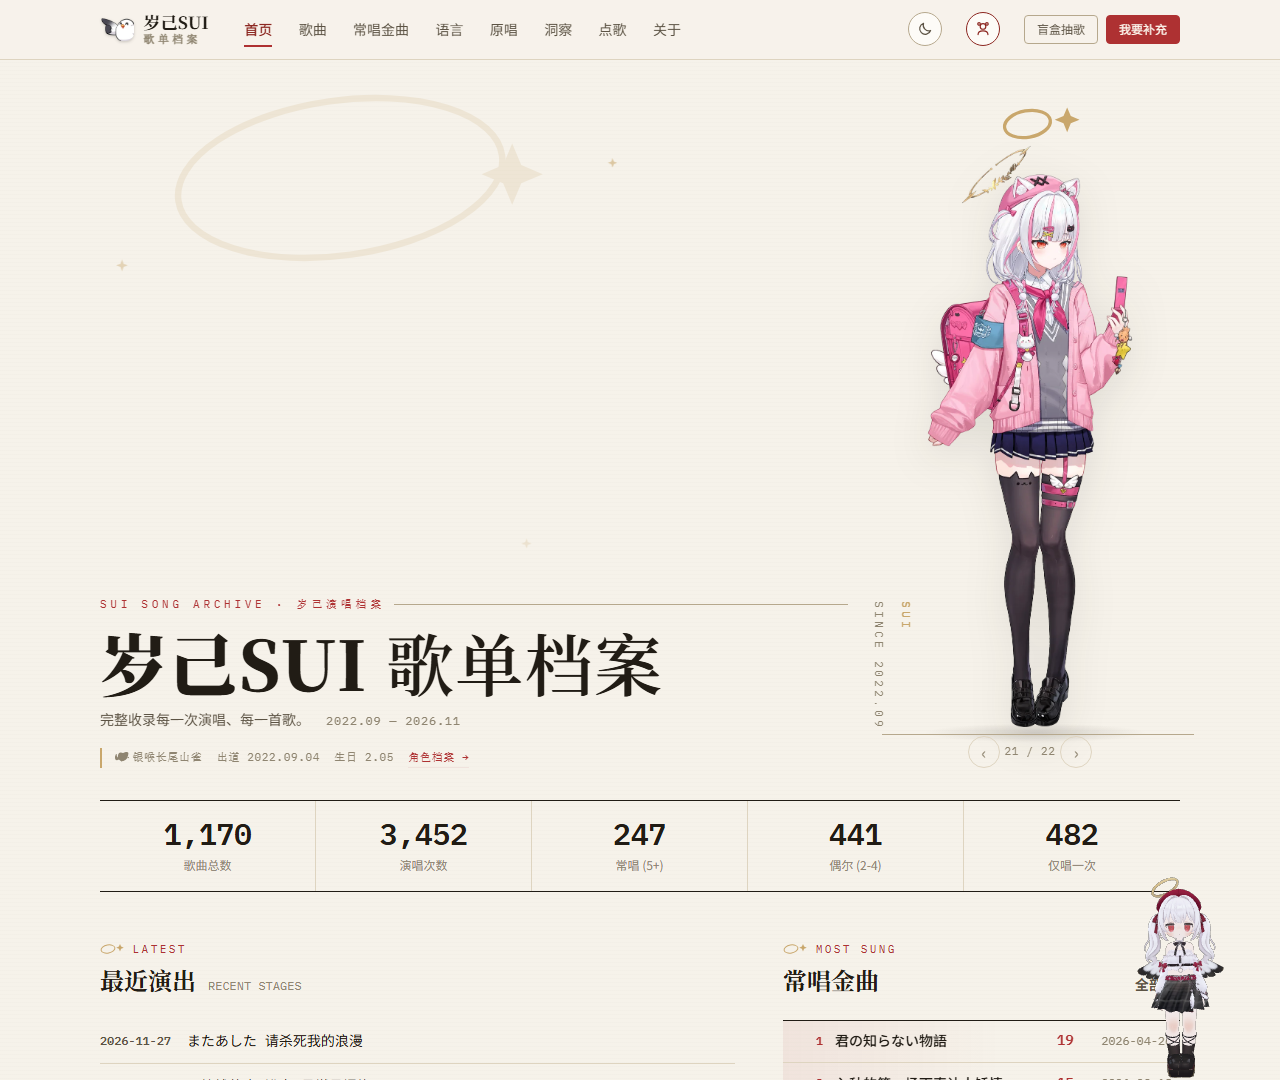 岁己SUI
歌单档案
首页 歌曲 常唱金曲 语言 原唱 洞察 点歌 关于
盲盒抽歌 我要补充
SUI SONG ARCHIVE · 岁己演唱档案
岁己SUI 歌单档案
完整收录每一次演唱、每一首歌。 2022.09 — 2026.11
银喉长尾山雀 出道 2022.09.04 生日 2.05 角色档案 →
SUI
SINCE 2022.09
‹ 21 / 22 ›
1,170 3,452 247 441 482
歌曲总数 演唱次数 常唱 (5+) 偶尔 (2-4) 仅唱一次
LATEST
最近演出 RECENT STAGES
2026-11-27 またあした 请杀死我的浪漫
MOST SUNG
常唱金曲
1 君の知らない物語 19 2026-04-2